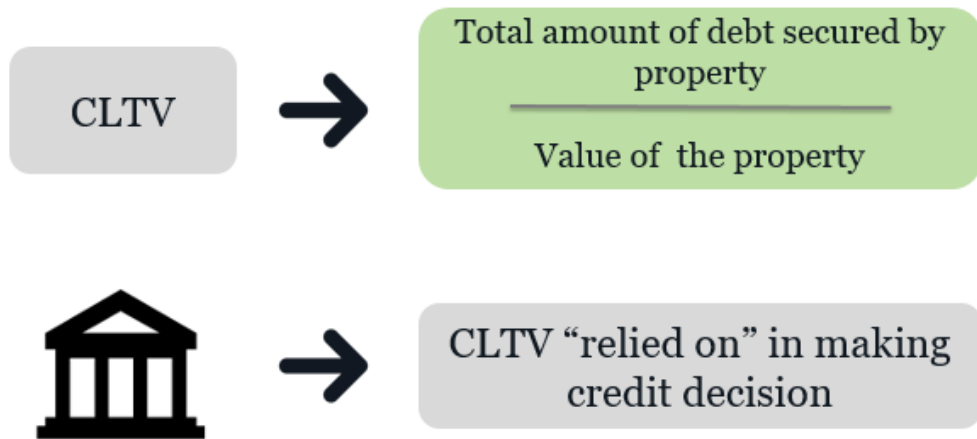 CLTV
Total amount of debt secured by
property
Value of the property
CLTV “relied on” in making
credit decision